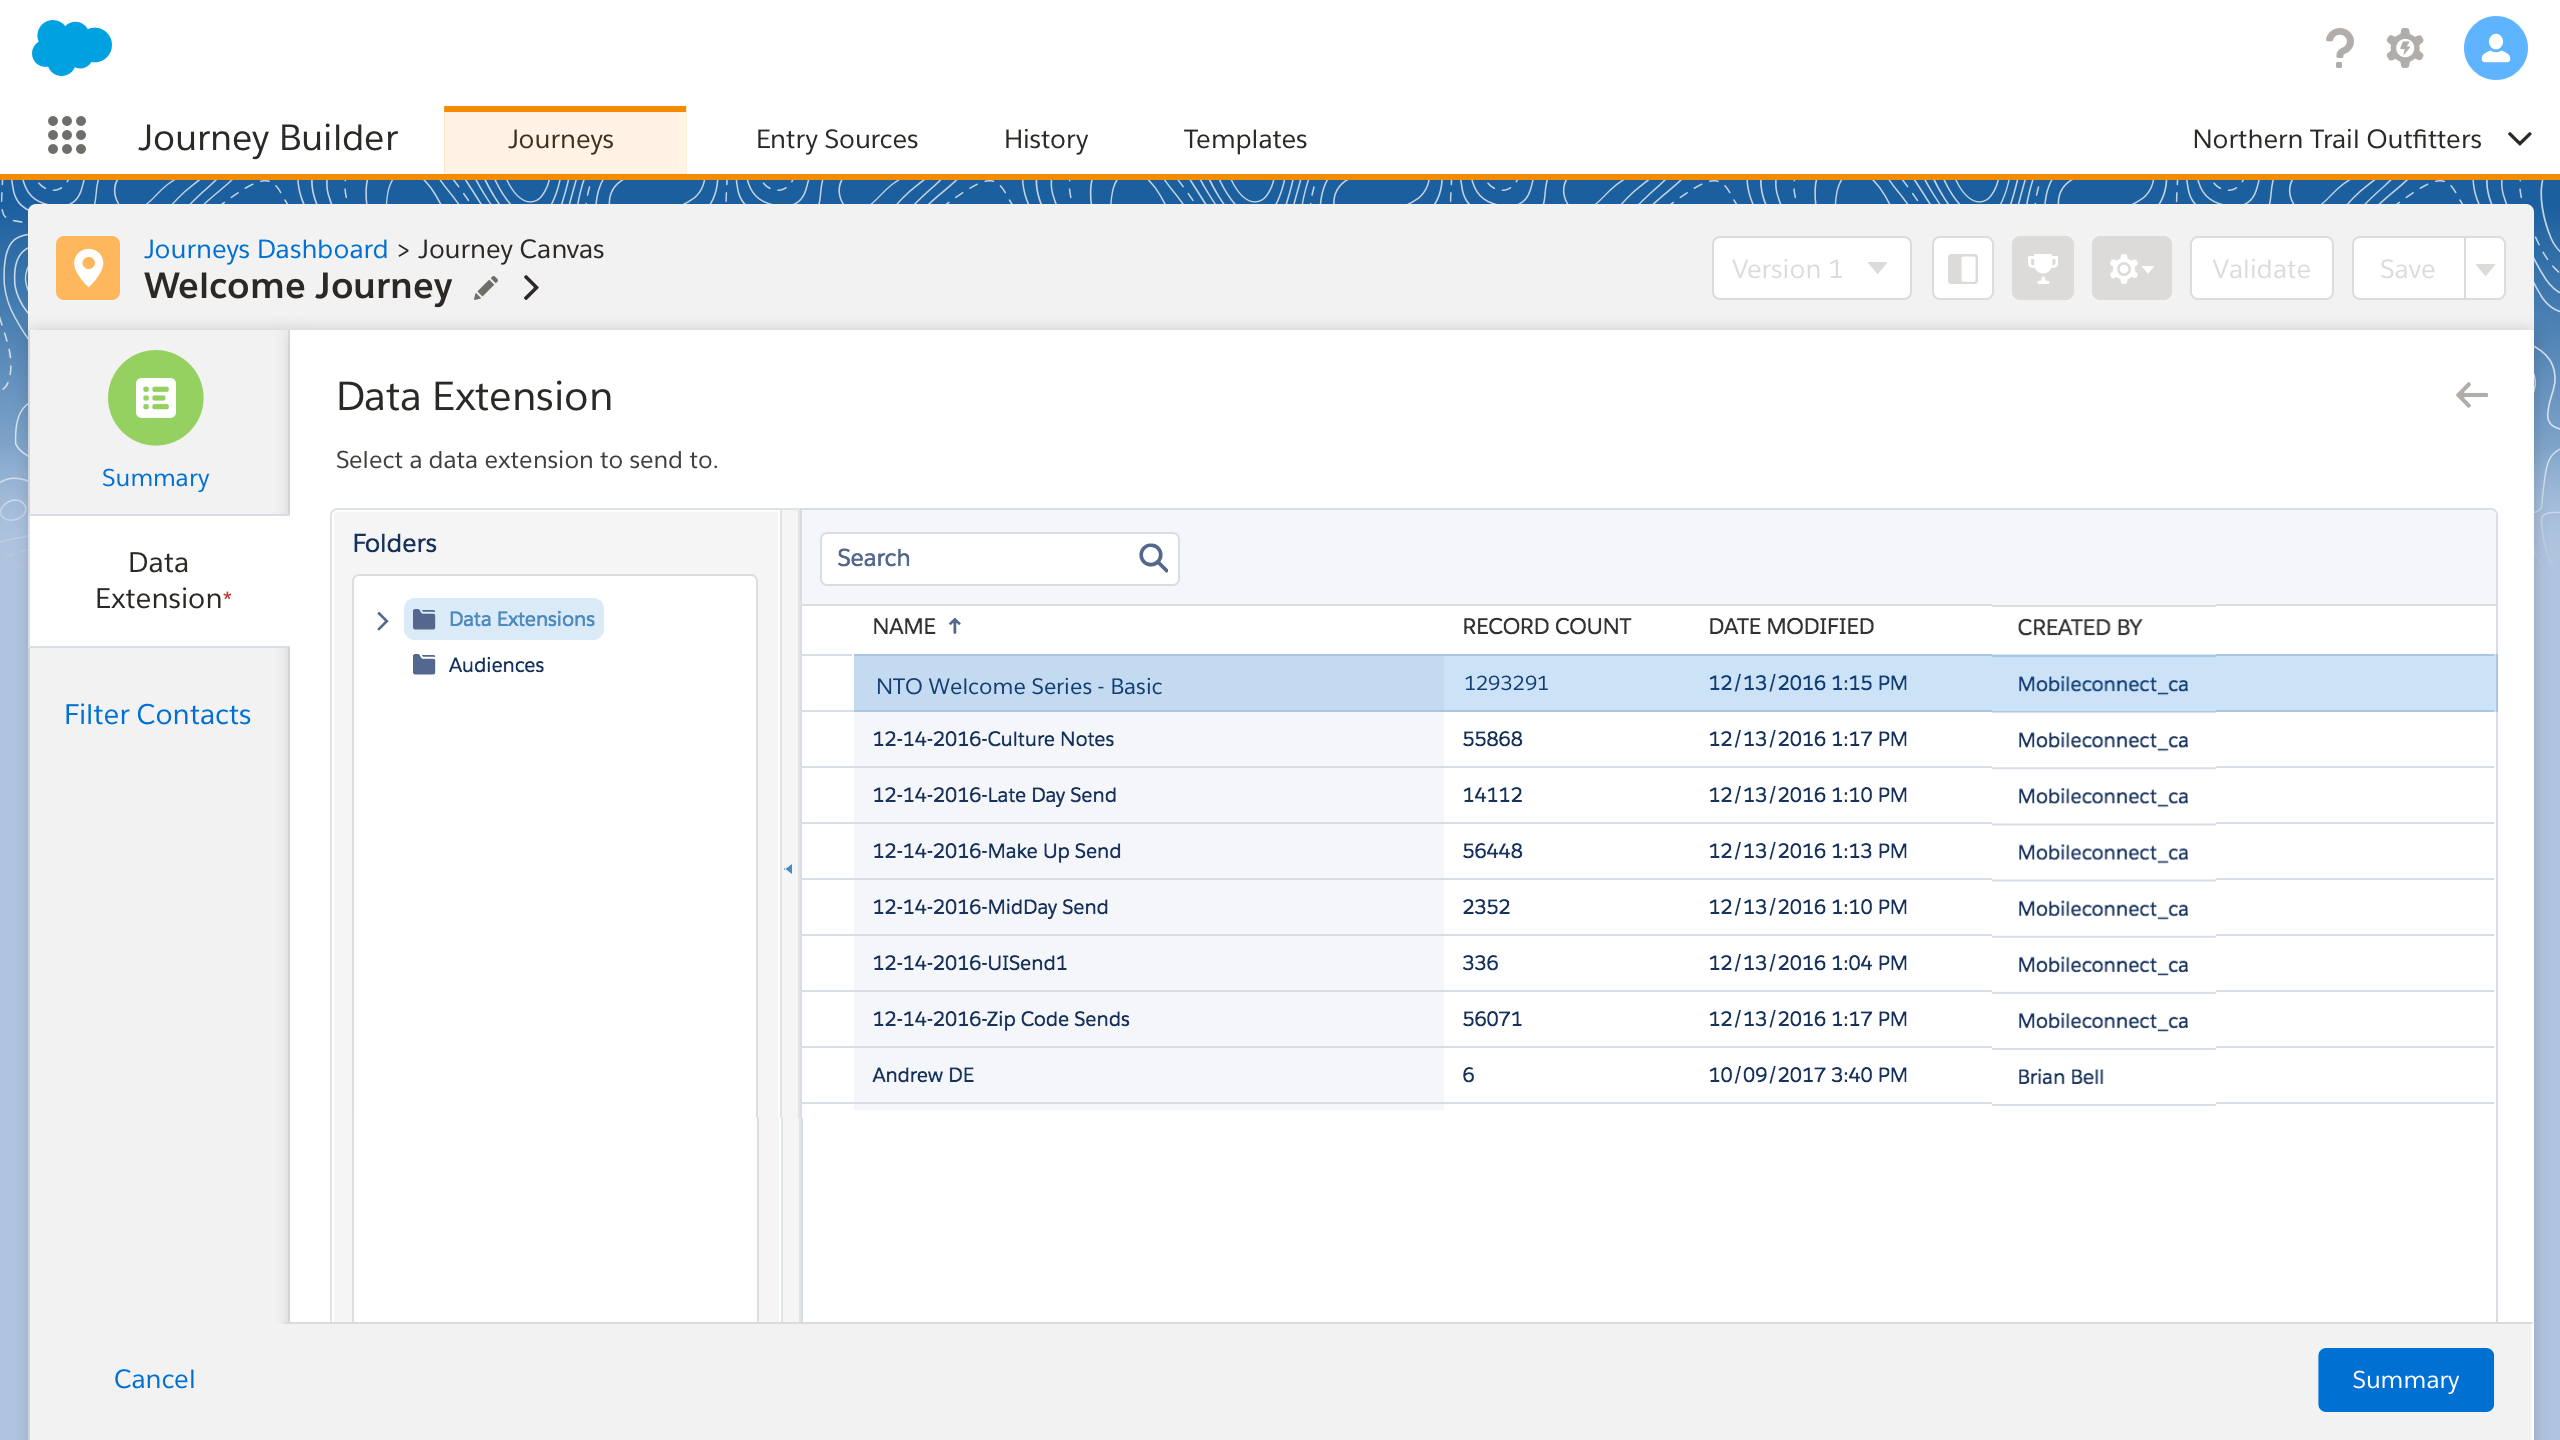 Journey Builder
Journeys
Entry Sources
History
Templates
Northern Trail Outfitters
Journeys Dashboard > Journey Canvas
Welcome Journey
Version 1
Validate
Save
Summary
Data
Extension*
Filter Contacts
Data Extension
Select a data extension to send to.
Folders
Data Extensions
Audiences
Search
NAME ↑ RECORD COUNT DATE MODIFIED CREATED BY
NTO Welcome Series - Basic 1293291 12/13/2016 1:15 PM Mobileconnect_ca
12-14-2016-Culture Notes 55868 12/13/2016 1:17 PM Mobileconnect_ca
12-14-2016-Late Day Send 14112 12/13/2016 1:10 PM Mobileconnect_ca
12-14-2016-Make Up Send 56448 12/13/2016 1:13 PM Mobileconnect_ca
12-14-2016-MidDay Send 2352 12/13/2016 1:10 PM Mobileconnect_ca
12-14-2016-UISend1 336 12/13/2016 1:04 PM Mobileconnect_ca
12-14-2016-Zip Code Sends 56071 12/13/2016 1:17 PM Mobileconnect_ca
Andrew DE 6 10/09/2017 3:40 PM Brian Bell
Cancel
Summary